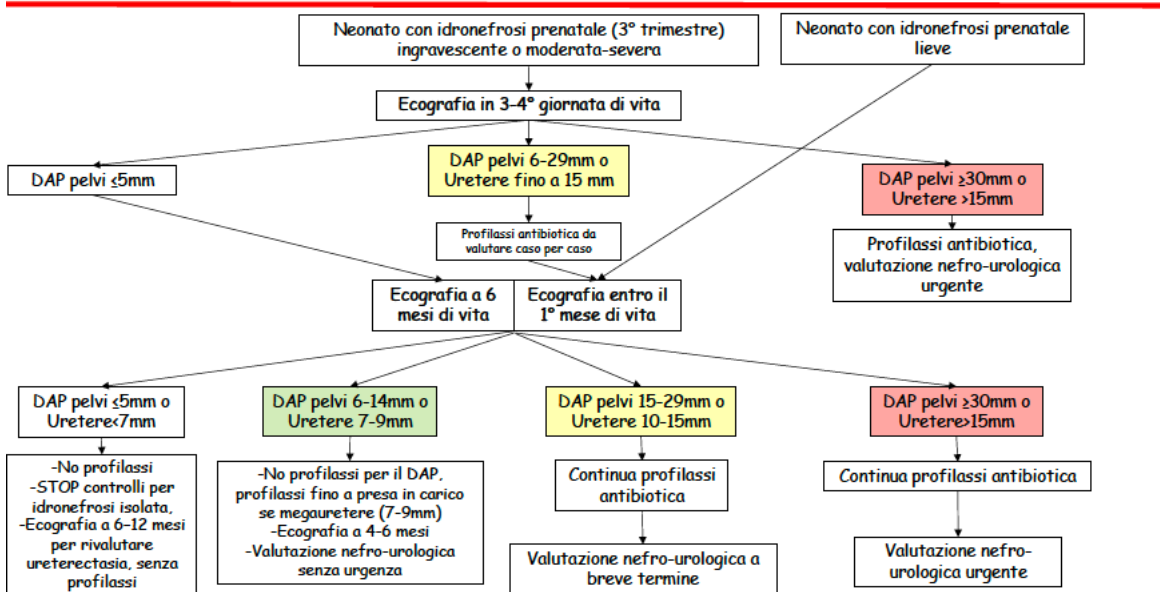 Neonato con idronefrosi prenatale (3° trimestre)
ingravescente o moderata-severa
Neonato con idronefrosi prenatale
lieve
Ecografia in 3-4° giornata di vita
DAP pelvi ≤5mm
DAP pelvi 6-29mm o
Uretere fino a 15 mm
DAP pelvi ≥30mm o
Uretere >15mm
Profilassi antibiotica da
valutare caso per caso
Profilassi antibiotica,
valutazione nefro-urologica
urgente
Ecografia a 6
mesi di vita
Ecografia entro il
1° mese di vita
DAP pelvi ≤5mm o
Uretere<7mm
DAP pelvi 6-14mm o
Uretere 7-9mm
DAP pelvi 15-29mm o
Uretere 10-15mm
DAP pelvi ≥30mm o
Uretere>15mm
-No profilassi
-STOP controlli per
idronefrosi isolata,
-Ecografia a 6-12 mesi
per rivalutare
ureterectasia, senza
profilassi
-No profilassi per il DAP,
profilassi fino a presa in carico
se megauretere (7-9mm)
-Ecografia a 4-6 mesi
-Valutazione nefro-urologica
senza urgenza
Continua profilassi
antibiotica
Valutazione nefro-urologica a
breve termine
Continua profilassi antibiotica
Valutazione nefro-
urologica urgente